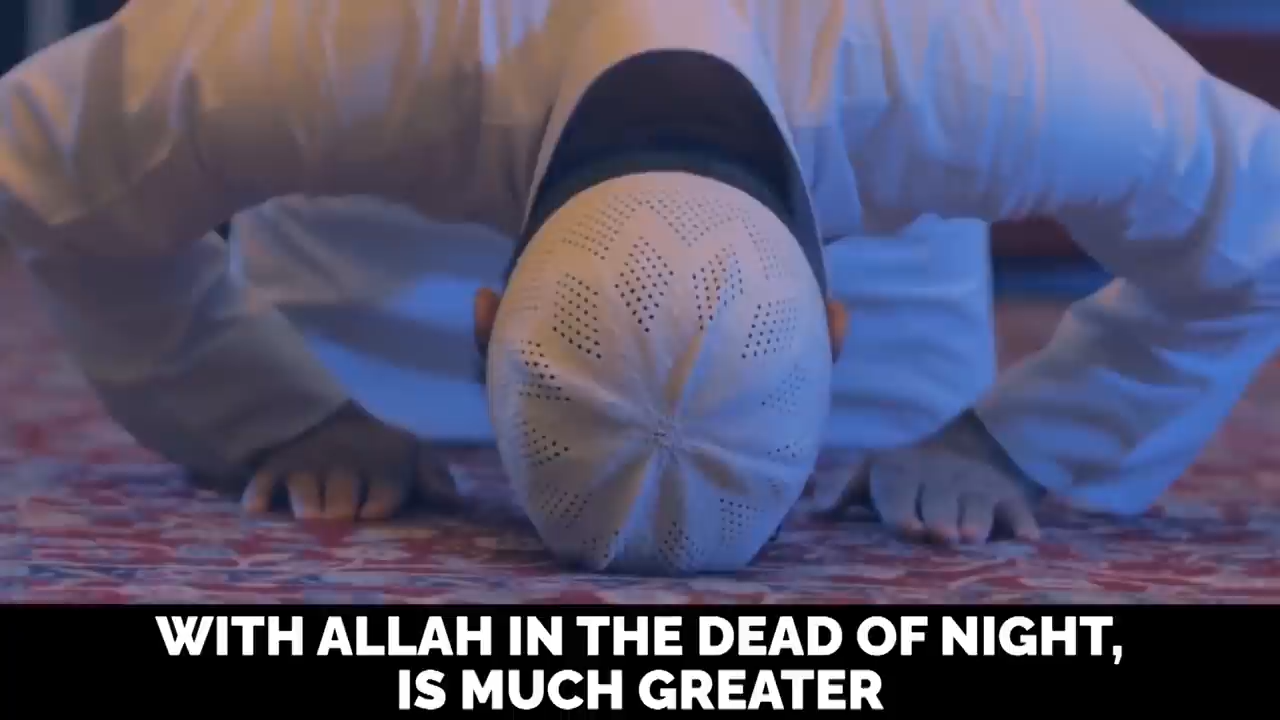 WITH ALLAH IN THE DEAD OF NIGHT,
IS MUCH GREATER